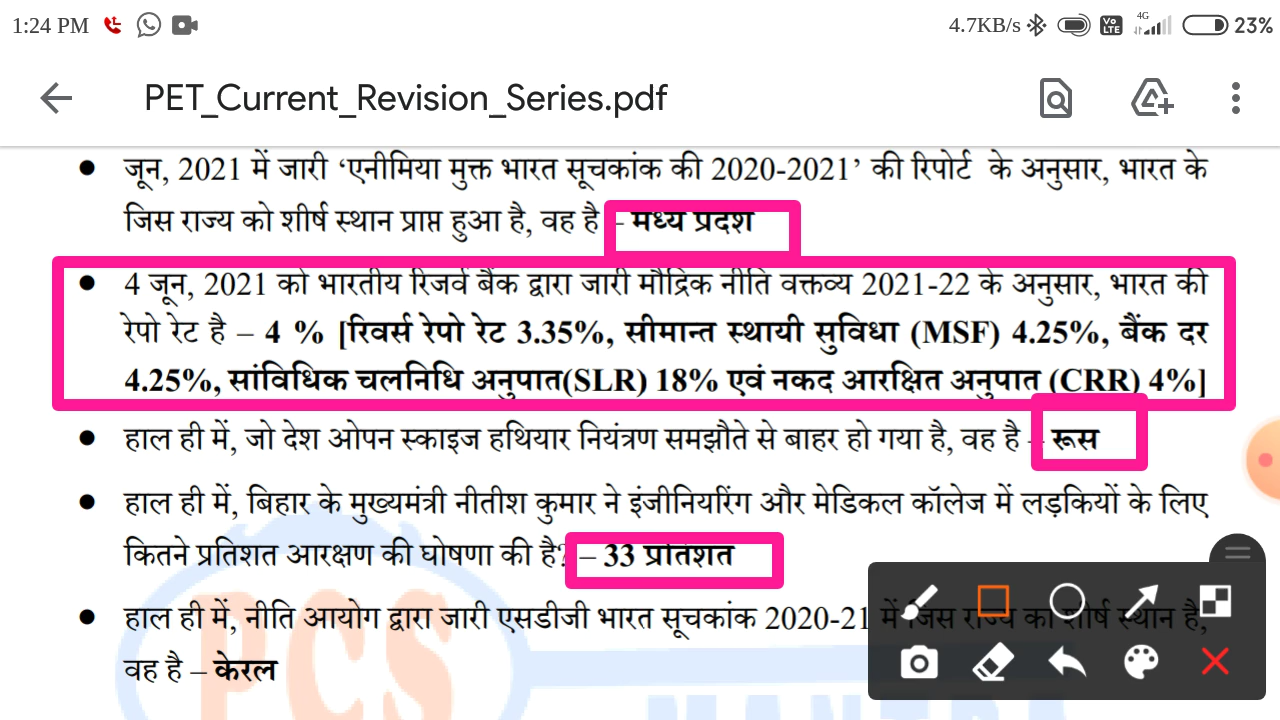 1:24 PM 4.7KB/s 4G Vo LTE 23%
PET_Current_Revision_Series.pdf
● जून, 2021 में जारी ‘एनीमिया मुक्त भारत सूचकांक की 2020-2021’ की रिपोर्ट के अनुसार, भारत के
जिस राज्य को शीर्ष स्थान प्राप्त हुआ है, वह है – मध्य प्रदेश
● 4 जून, 2021 को भारतीय रिजर्व बैंक द्वारा जारी मौद्रिक नीति वक्तव्य 2021-22 के अनुसार, भारत की
रेपो रेट है – 4 % [रिवर्स रेपो रेट 3.35%, सीमान्त स्थायी सुविधा (MSF) 4.25%, बैंक दर
4.25%, सांविधिक चलनिधि अनुपात(SLR) 18% एवं नकद आरक्षित अनुपात (CRR) 4%]
● हाल ही में, जो देश ओपन स्काइज हथियार नियंत्रण समझौते से बाहर हो गया है, वह है – रूस
● हाल ही में, बिहार के मुख्यमंत्री नीतीश कुमार ने इंजीनियरिंग और मेडिकल कॉलेज में लड़कियों के लिए
कितने प्रतिशत आरक्षण की घोषणा की है? – 33 प्रतिशत
● हाल ही में, नीति आयोग द्वारा जारी एसडीजी भारत सूचकांक 2020-21 में जिस राज्य का शीर्ष स्थान है,
वह है – केरल
PCS